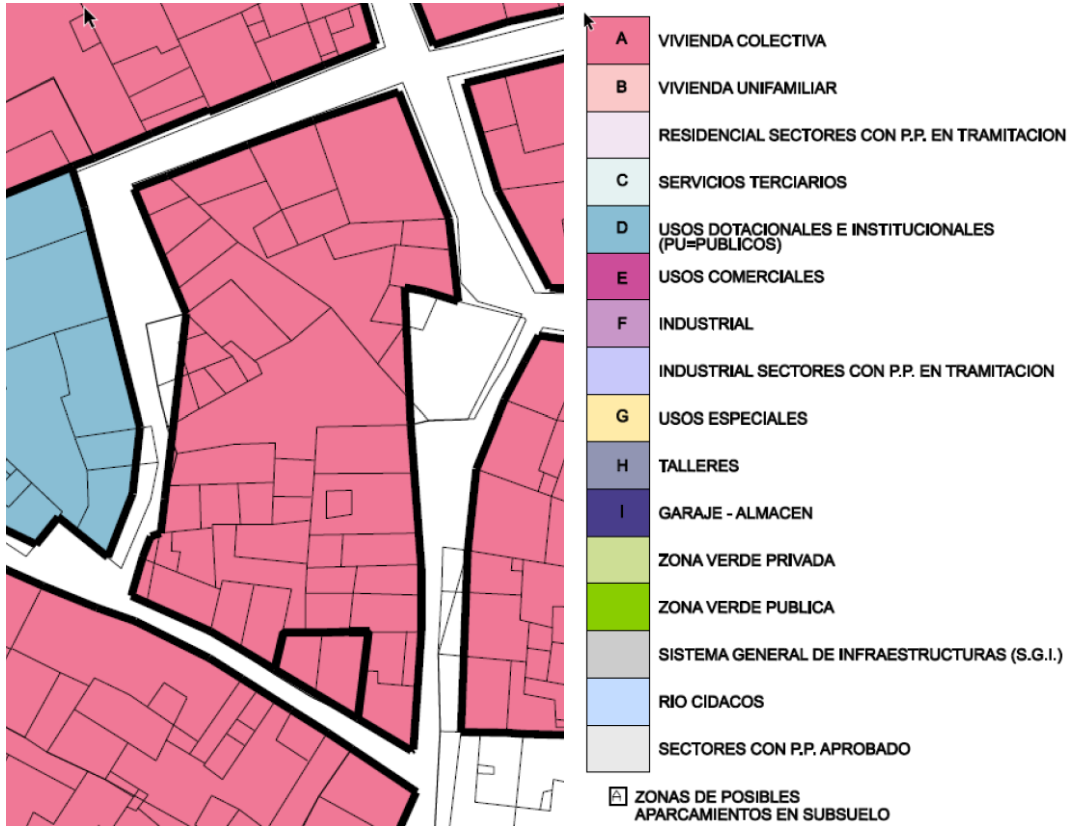 A VIVIENDA COLECTIVA
B VIVIENDA UNIFAMILIAR
RESIDENCIAL SECTORES CON P.P. EN TRAMITACION
C SERVICIOS TERCIARIOS
D USOS DOTACIONALES E INSTITUCIONALES
(PU=PUBLICOS)
E USOS COMERCIALES
F INDUSTRIAL
INDUSTRIAL SECTORES CON P.P. EN TRAMITACION
G USOS ESPECIALES
H TALLERES
I GARAJE - ALMACEN
ZONA VERDE PRIVADA
ZONA VERDE PUBLICA
SISTEMA GENERAL DE INFRAESTRUCTURAS (S.G.I.)
RIO CIDACOS
SECTORES CON P.P. APROBADO
A ZONAS DE POSIBLES
APARCAMIENTOS EN SUBSUELO